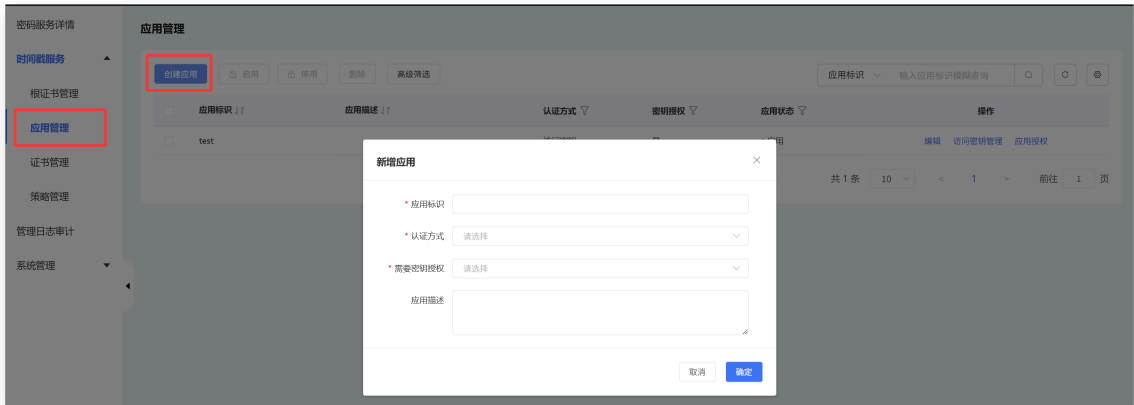 密码服务详情
时间戳服务
根证书管理
应用管理
证书管理
策略管理
管理日志审计
系统管理
应用管理
创建应用 启用 停用 删除 高级筛选 应用标识 输入应用标识模糊查询
应用标识 应用描述 认证方式 密钥授权 应用状态 操作
test 编辑 访问密钥管理 应用授权
共 1 条 10 < 1 > 前往 1 页
新增应用
* 应用标识
* 认证方式 请选择
* 需要密钥授权 请选择
应用描述
取消 确定